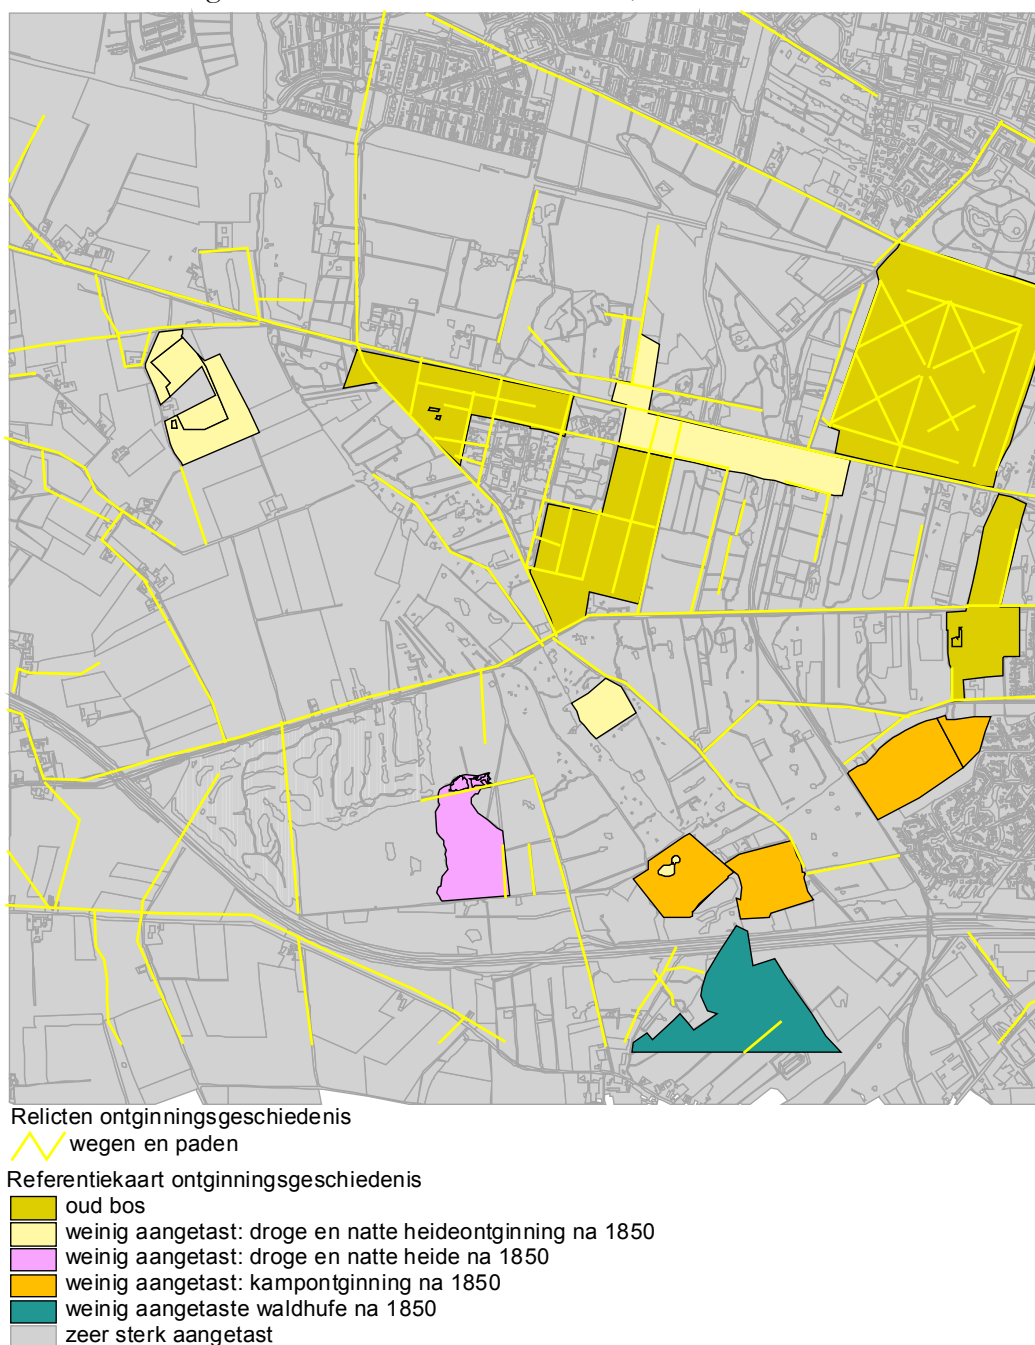 Relicten ontginningsgeschiedenis
wegen en paden
Referentiekaart ontginningsgeschiedenis
oud bos
weinig aangetast: droge en natte heideontginning na 1850
weinig aangetast: droge en natte heide na 1850
weinig aangetast: kampontginning na 1850
weinig aangetaste waldhufe na 1850
zeer sterk aangetast